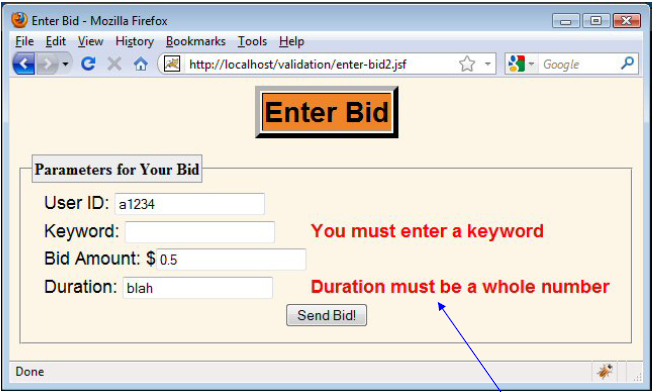 Enter Bid - Mozilla Firefox
File Edit View History Bookmarks Tools Help
http://localhost/validation/enter-bid2.jsf
Google
Enter Bid
Parameters for Your Bid
User ID: a1234
Keyword: You must enter a keyword
Bid Amount: $ 0.5
Duration: blah Duration must be a whole number
Send Bid!
Done